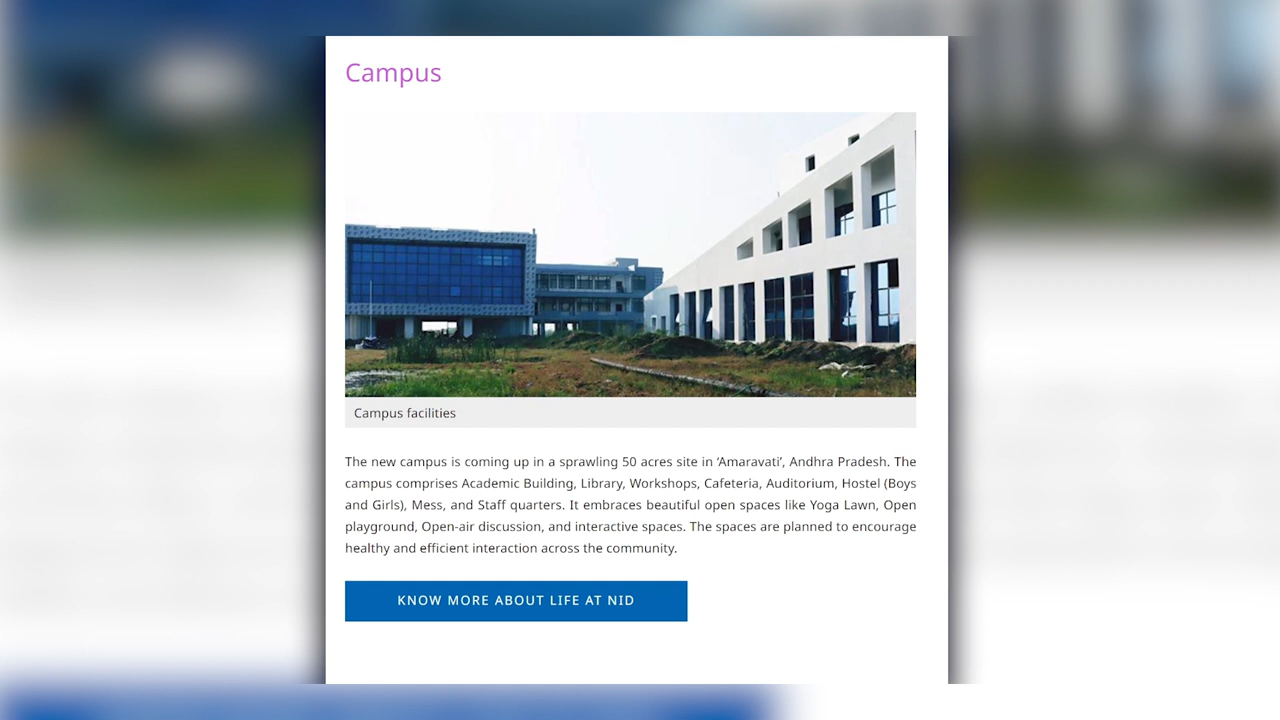 Campus
Campus facilities
The new campus is coming up in a sprawling 50 acres site in ‘Amaravati’, Andhra Pradesh. The
campus comprises Academic Building, Library, Workshops, Cafeteria, Auditorium, Hostel (Boys
and Girls), Mess, and Staff quarters. It embraces beautiful open spaces like Yoga Lawn, Open
playground, Open-air discussion, and interactive spaces. The spaces are planned to encourage
healthy and efficient interaction across the community.
KNOW MORE ABOUT LIFE AT NID